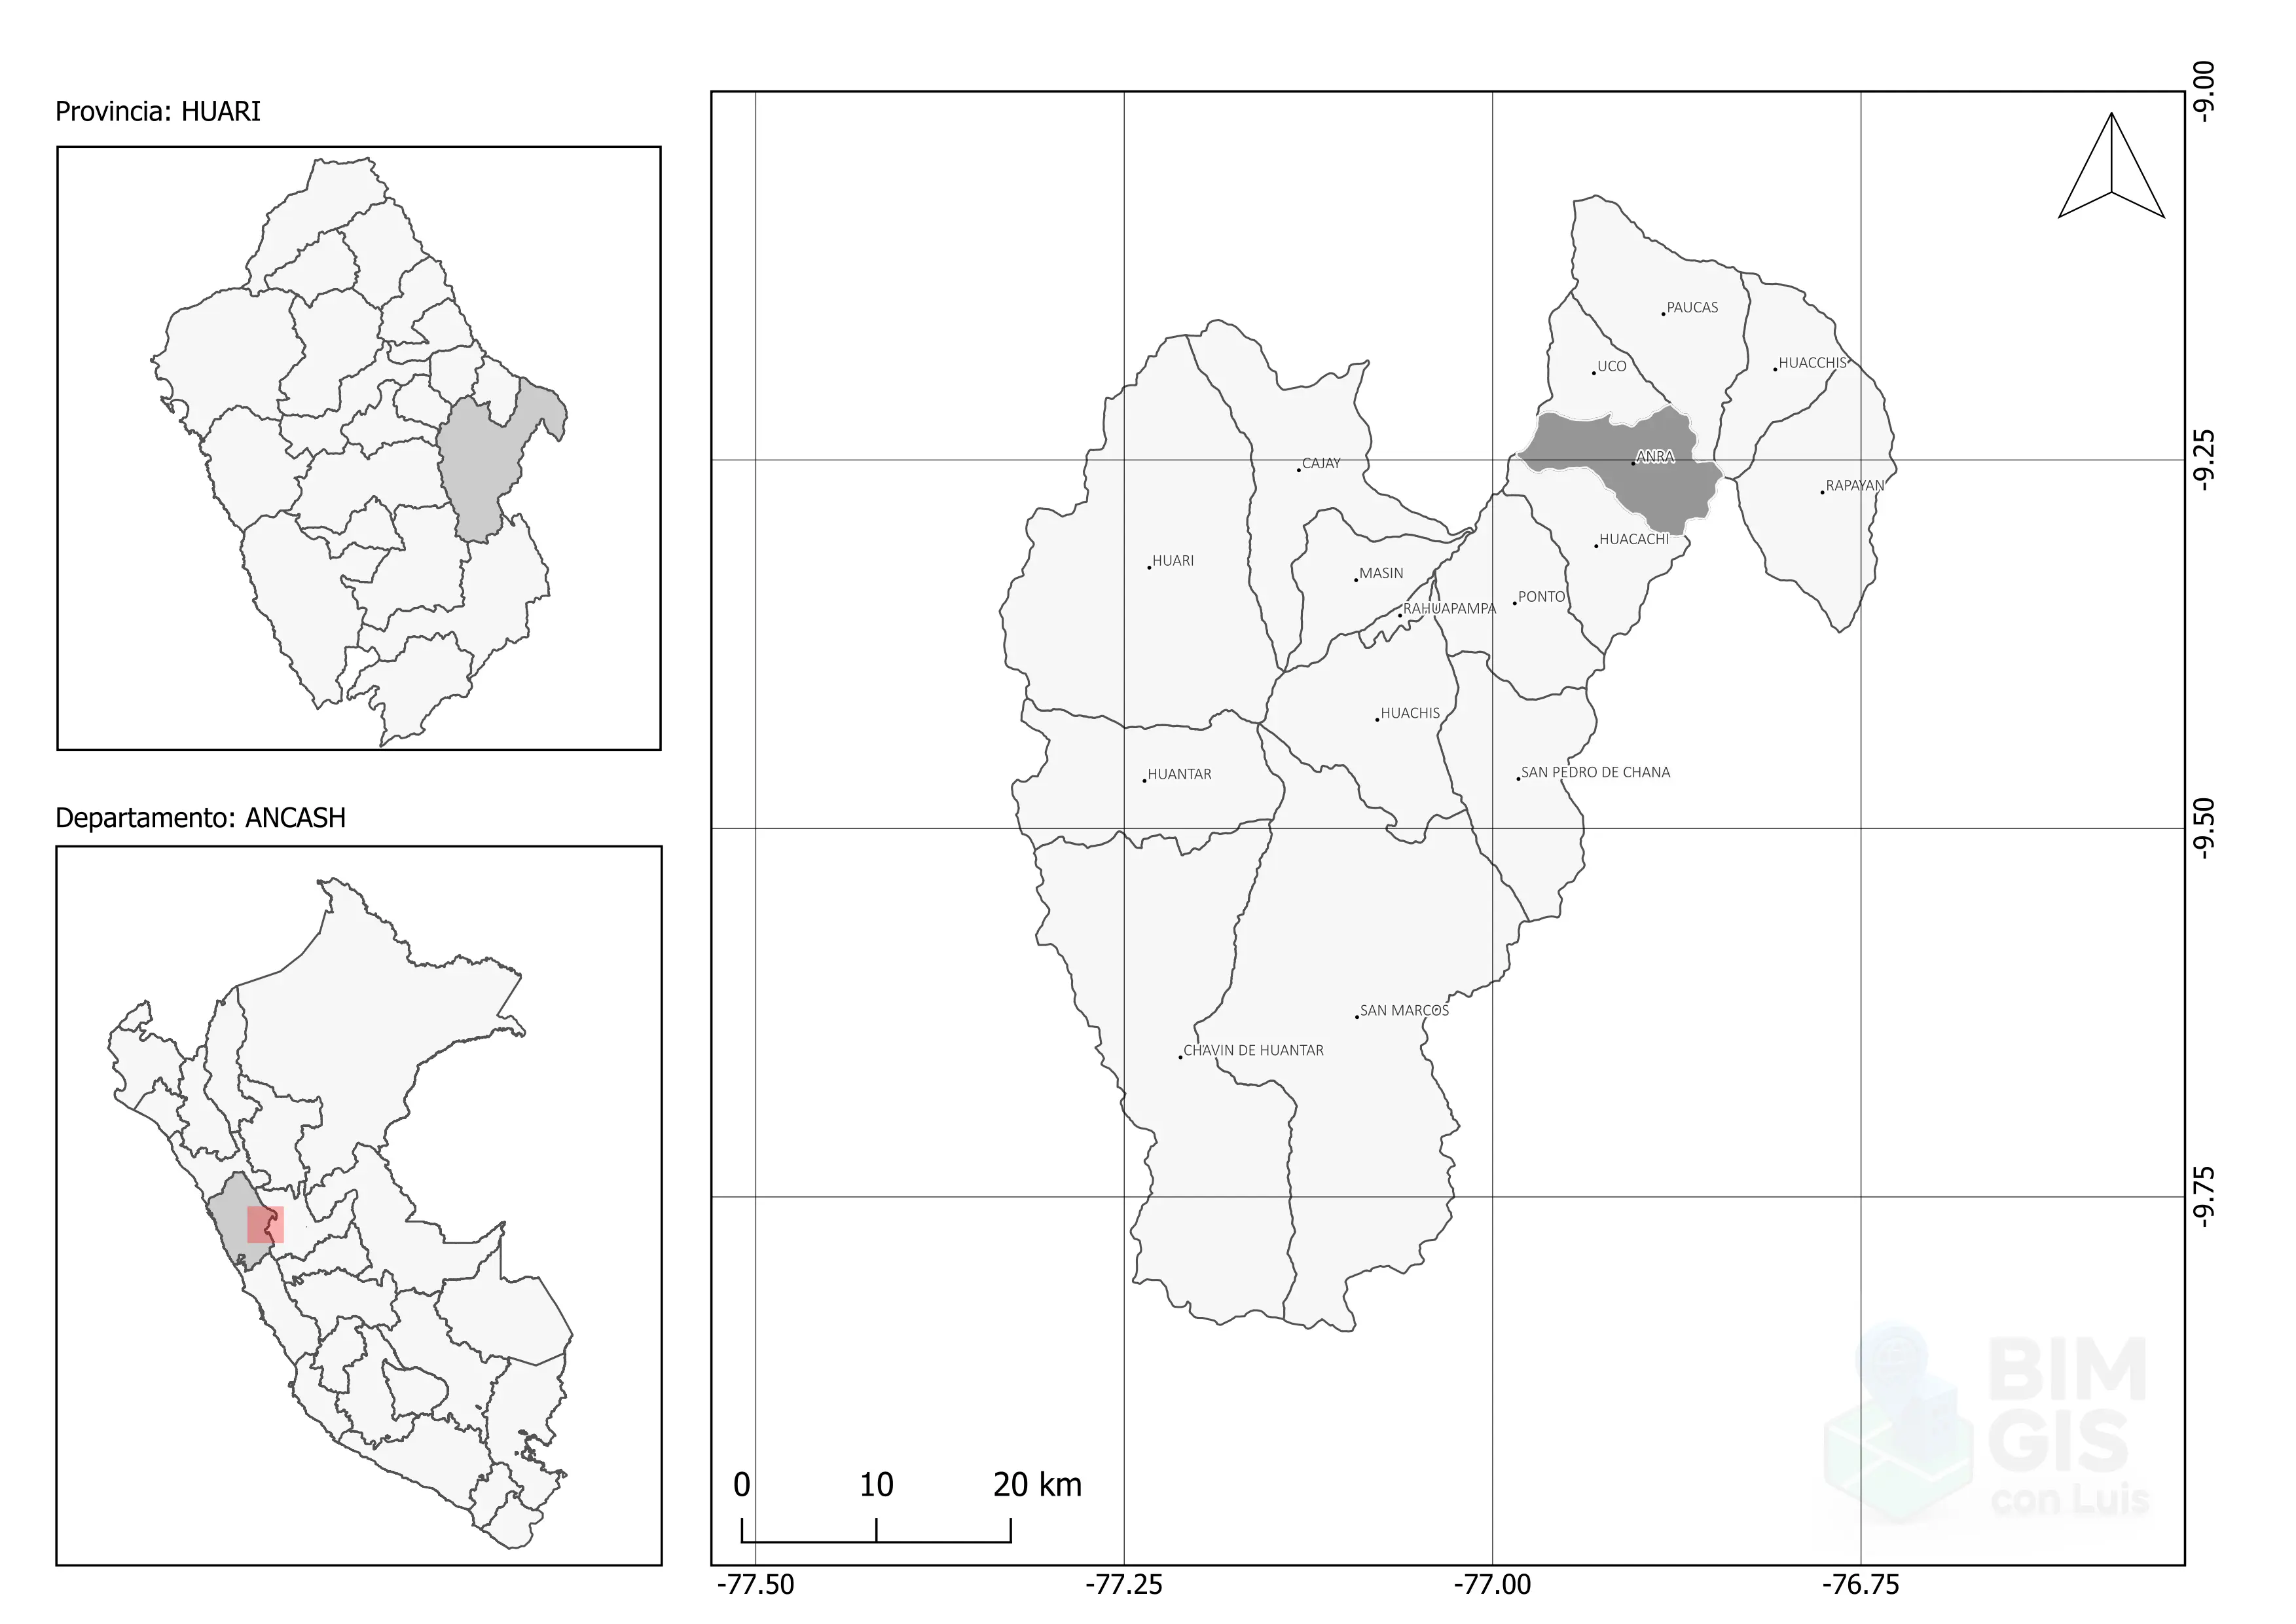 Provincia: HUARI
Departamento: ANCASH
-9.00
-9.25
-9.50
-9.75
PAUCAS
UCO
HUACCHIS
ANRA
CAJAY
RAPAYAN
HUACACHI
HUARI
MASIN
PONTO
RAHUAPAMPA
HUACHIS
HUANTAR
SAN PEDRO DE CHANA
SAN MARCOS
CHAVIN DE HUANTAR
BIM
GIS
con Luis
0 10 20 km
-77.50 -77.25 -77.00 -76.75